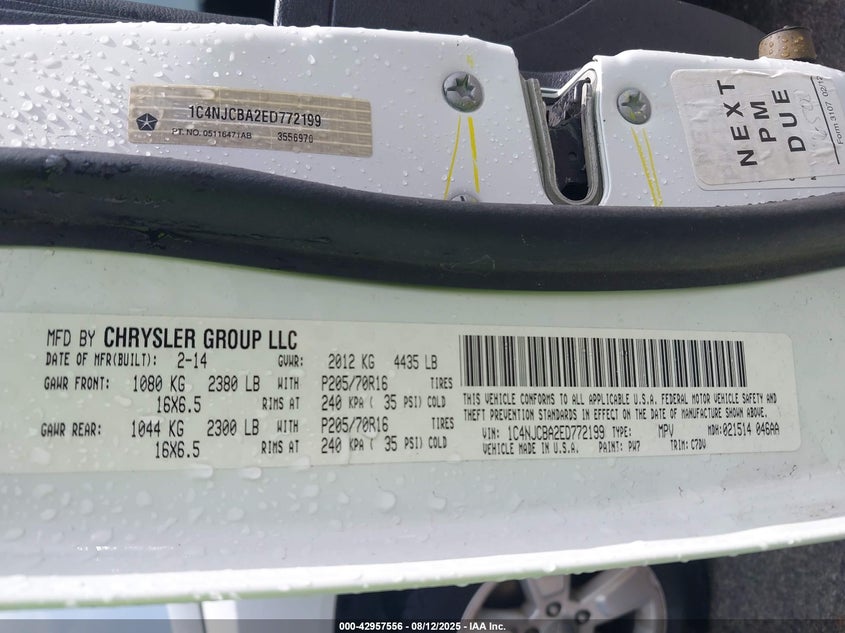 1C4NJCBA2ED772199
PT. NO. 05116471AB 3556970
NEXT
PM
DUE
Form 3107 02/12
MFD BY CHRYSLER GROUP LLC
DATE OF MFR(BUILT): 2-14 GVWR: 2012 KG 4435 LB
GAWR FRONT: 1080 KG 2380 LB WITH P205/70R16 TIRES
16X6.5 RIMS AT 240 KPA ( 35 PSI) COLD
GAWR REAR: 1044 KG 2300 LB WITH P205/70R16 TIRES
16X6.5 RIMS AT 240 KPA ( 35 PSI) COLD
THIS VEHICLE CONFORMS TO ALL APPLICABLE U.S.A. FEDERAL MOTOR VEHICLE SAFETY AND
THEFT PREVENTION STANDARDS IN EFFECT ON THE DATE OF MANUFACTURE SHOWN ABOVE.
VIN: 1C4NJCBA2ED772199 TYPE: MPV MDH:021514 046AA
VEHICLE MADE IN U.S.A. PAINT: PW7 TRIM: C7DV
000-42957556 - 08/12/2025 - IAA Inc.